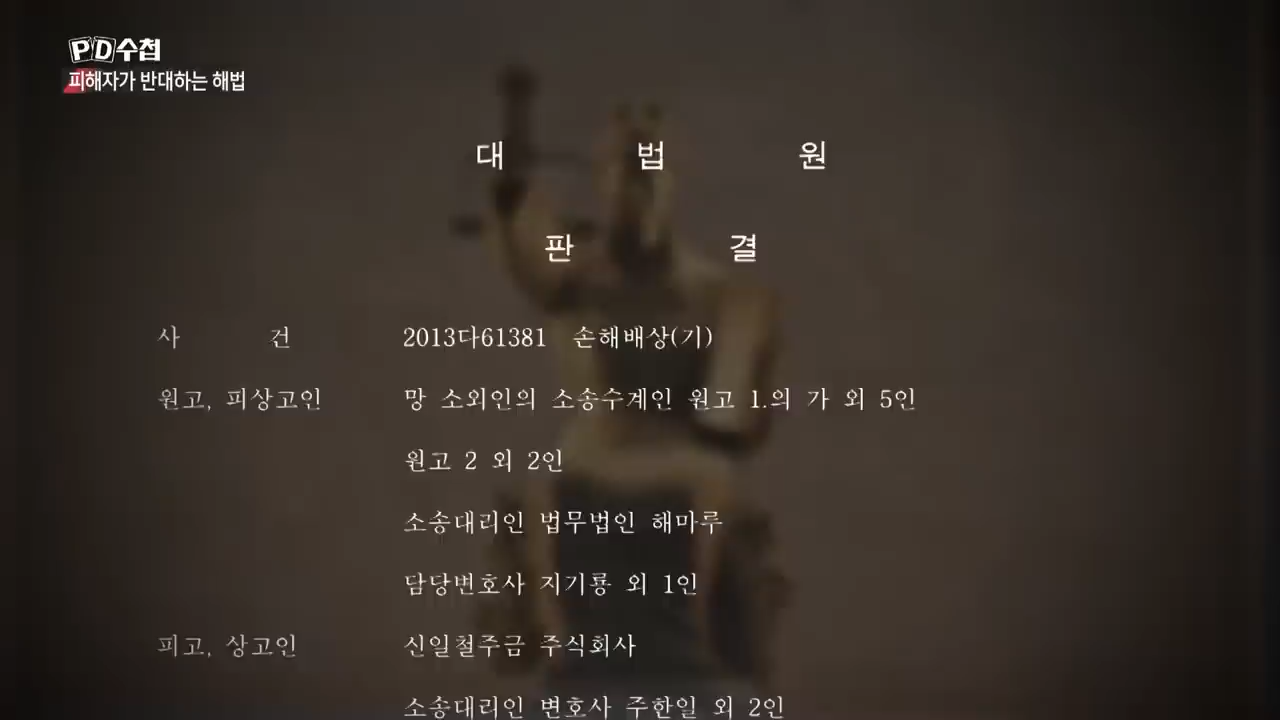 PD수첩
피해자가 반대하는 해법
대 법 원
판 결
사 건 2013다61381 손해배상(기)
원고, 피상고인 망 소외인의 소송수계인 원고 1.의 가 외 5인
원고 2 외 2인
소송대리인 법무법인 해마루
담당변호사 지기룡 외 1인
피고, 상고인 신일철주금 주식회사
소송대리인 변호사 주한일 외 2인